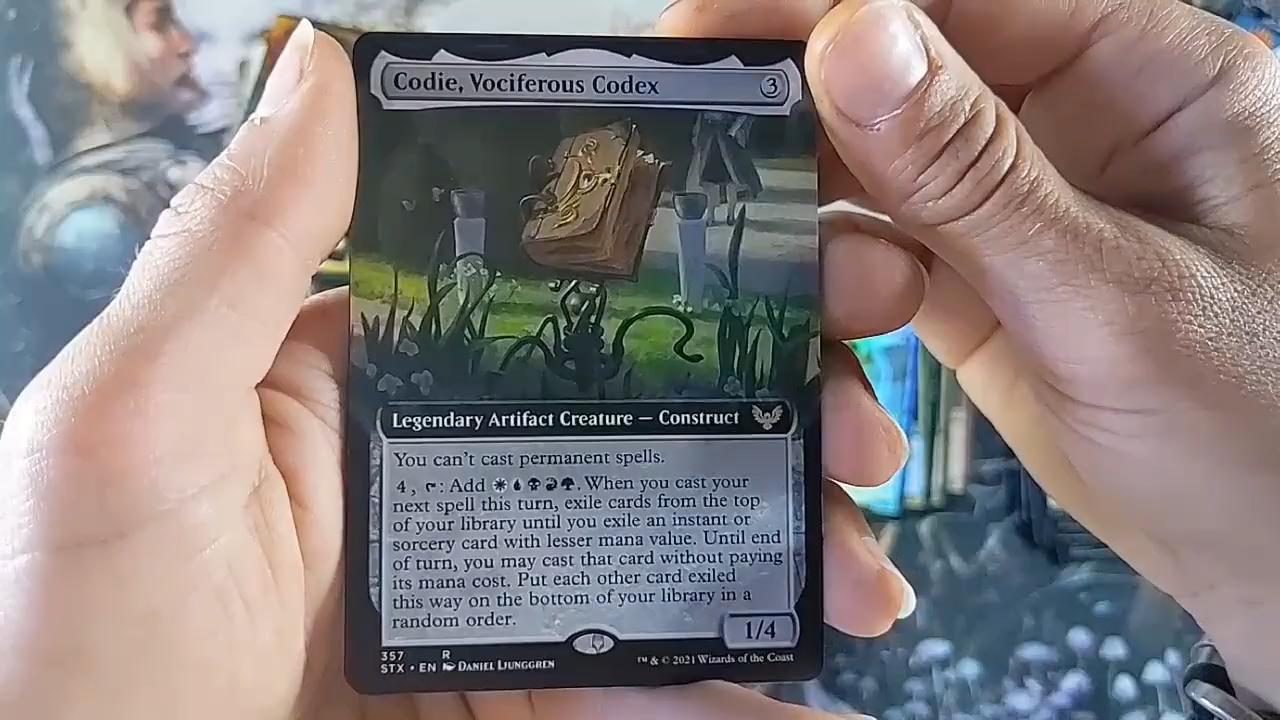 Codie, Vociferous Codex 3
Legendary Artifact Creature — Construct
You can't cast permanent spells.
4, : Add . When you cast your
next spell this turn, exile cards from the top
of your library until you exile an instant or
sorcery card with lesser mana value. Until end
of turn, you may cast that card without paying
its mana cost. Put each other card exiled
this way on the bottom of your library in a
random order.
1/4
357 R
STX • EN DANIEL LJUNGGREN
™ & © 2021 Wizards of the Coast